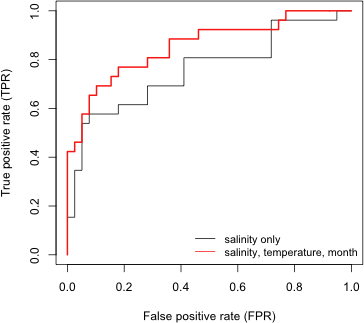 1.0
0.8
0.6
0.4
0.2
0.0
True positive rate (TPR)
salinity only
salinity, temperature, month
0.0 0.2 0.4 0.6 0.8 1.0
False positive rate (FPR)